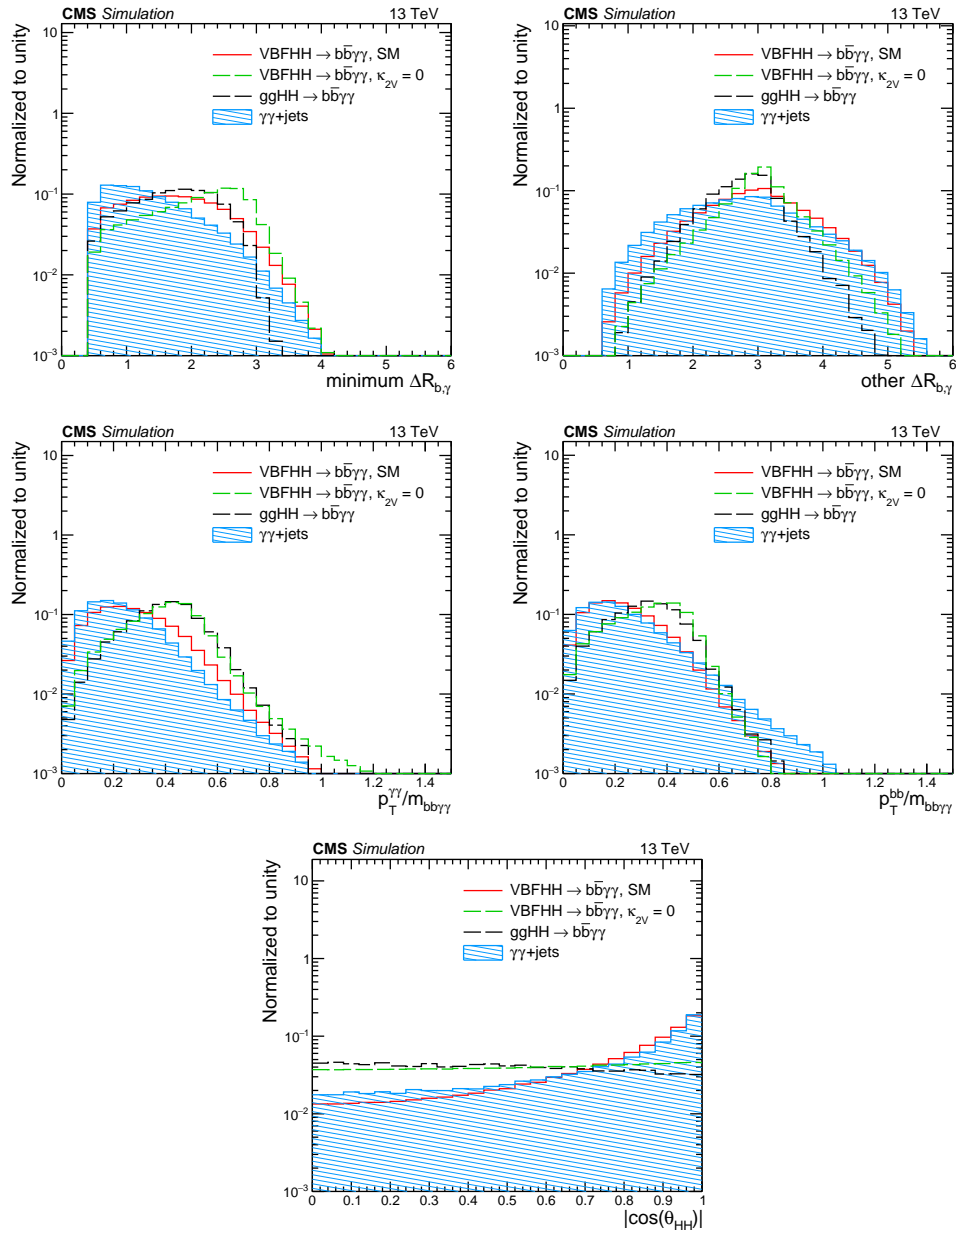 CMS Simulation 13 TeV
Normalized to unity
10
1
10⁻¹
10⁻²
10⁻³
VBFHH → bb̅γγ, SM
VBFHH → bb̅γγ, κ₂V = 0
ggHH → bb̅γγ
γγ+jets
0 1 2 3 4 5 6
minimum ΔR_b,γ
CMS Simulation 13 TeV
Normalized to unity
10
1
10⁻¹
10⁻²
10⁻³
VBFHH → bb̅γγ, SM
VBFHH → bb̅γγ, κ₂V = 0
ggHH → bb̅γγ
γγ+jets
0 1 2 3 4 5 6
other ΔR_b,γ
CMS Simulation 13 TeV
Normalized to unity
10
1
10⁻¹
10⁻²
10⁻³
VBFHH → bb̅γγ, SM
VBFHH → bb̅γγ, κ₂V = 0
ggHH → bb̅γγ
γγ+jets
0 0.2 0.4 0.6 0.8 1 1.2 1.4
p_T^γγ/m_bbγγ
CMS Simulation 13 TeV
Normalized to unity
10
1
10⁻¹
10⁻²
10⁻³
VBFHH → bb̅γγ, SM
VBFHH → bb̅γγ, κ₂V = 0
ggHH → bb̅γγ
γγ+jets
0 0.2 0.4 0.6 0.8 1 1.2 1.4
p_T^bb/m_bbγγ
CMS Simulation 13 TeV
Normalized to unity
10
1
10⁻¹
10⁻²
10⁻³
VBFHH → bb̅γγ, SM
VBFHH → bb̅γγ, κ₂V = 0
ggHH → bb̅γγ
γγ+jets
0 0.1 0.2 0.3 0.4 0.5 0.6 0.7 0.8 0.9 1
|cos(θ_HH)|